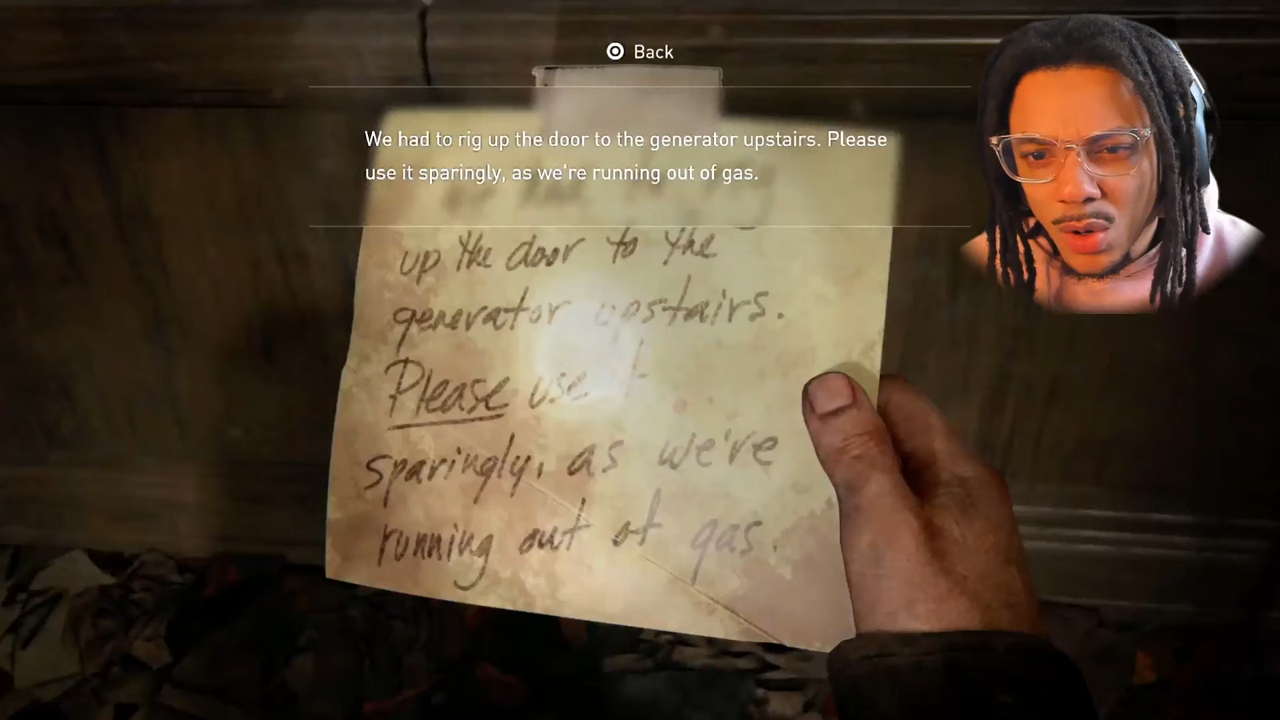 Back
We had to rig up the door to the generator upstairs. Please
use it sparingly, as we're running out of gas.
up the door to the
generator upstairs.
Please use it
sparingly, as we're
running out of gas.